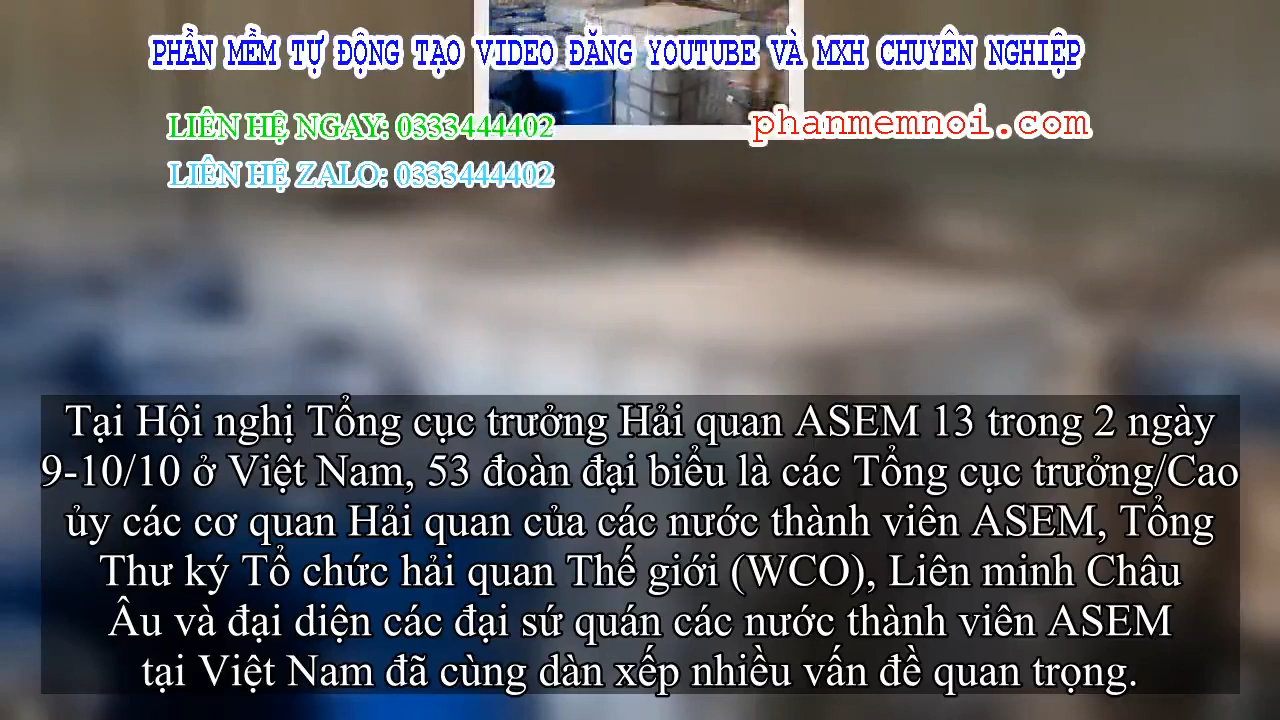 PHẦN MỀM TỰ ĐỘNG TẠO VIDEO ĐĂNG YOUTUBE VÀ MXH CHUYÊN NGHIỆP
LIÊN HỆ NGAY: 0333444402
phanmemnoi.com
LIÊN HỆ ZALO: 0333444402
Tại Hội nghị Tổng cục trưởng Hải quan ASEM 13 trong 2 ngày
9-10/10 ở Việt Nam, 53 đoàn đại biểu là các Tổng cục trưởng/Cao
ủy các cơ quan Hải quan của các nước thành viên ASEM, Tổng
Thư ký Tổ chức hải quan Thế giới (WCO), Liên minh Châu
Âu và đại diện các đại sứ quán các nước thành viên ASEM
tại Việt Nam đã cùng dàn xếp nhiều vấn đề quan trọng.